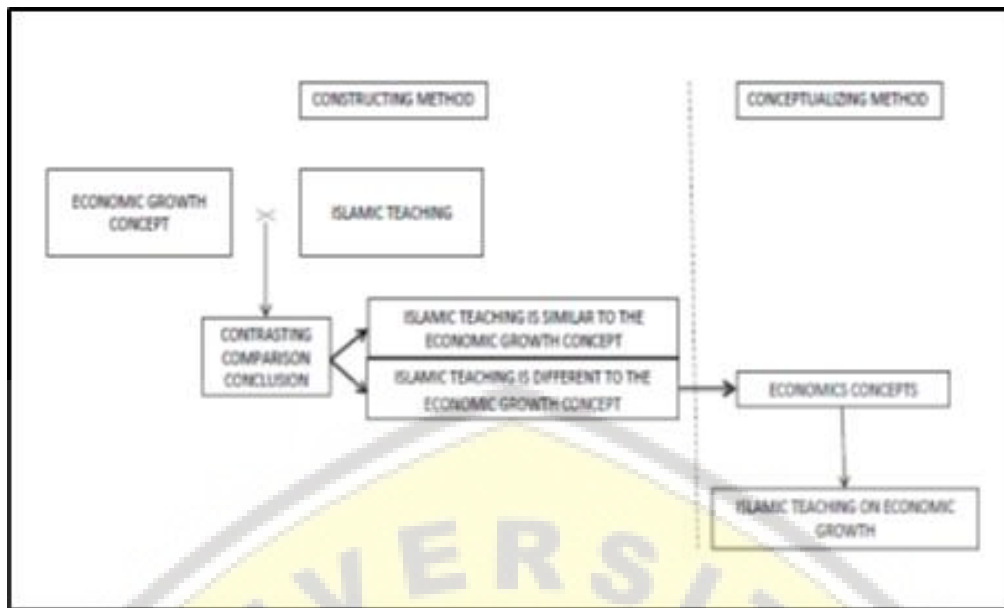 CONSTRUCTING METHOD
CONCEPTUALIZING METHOD
ECONOMIC GROWTH
CONCEPT
ISLAMIC TEACHING
CONTRASTING
COMPARISON
CONCLUSION
ISLAMIC TEACHING IS SIMILAR TO THE
ECONOMIC GROWTH CONCEPT
ISLAMIC TEACHING IS DIFFERENT TO THE
ECONOMIC GROWTH CONCEPT
ECONOMICS CONCEPTS
ISLAMIC TEACHING ON ECONOMIC
GROWTH
IVERSI